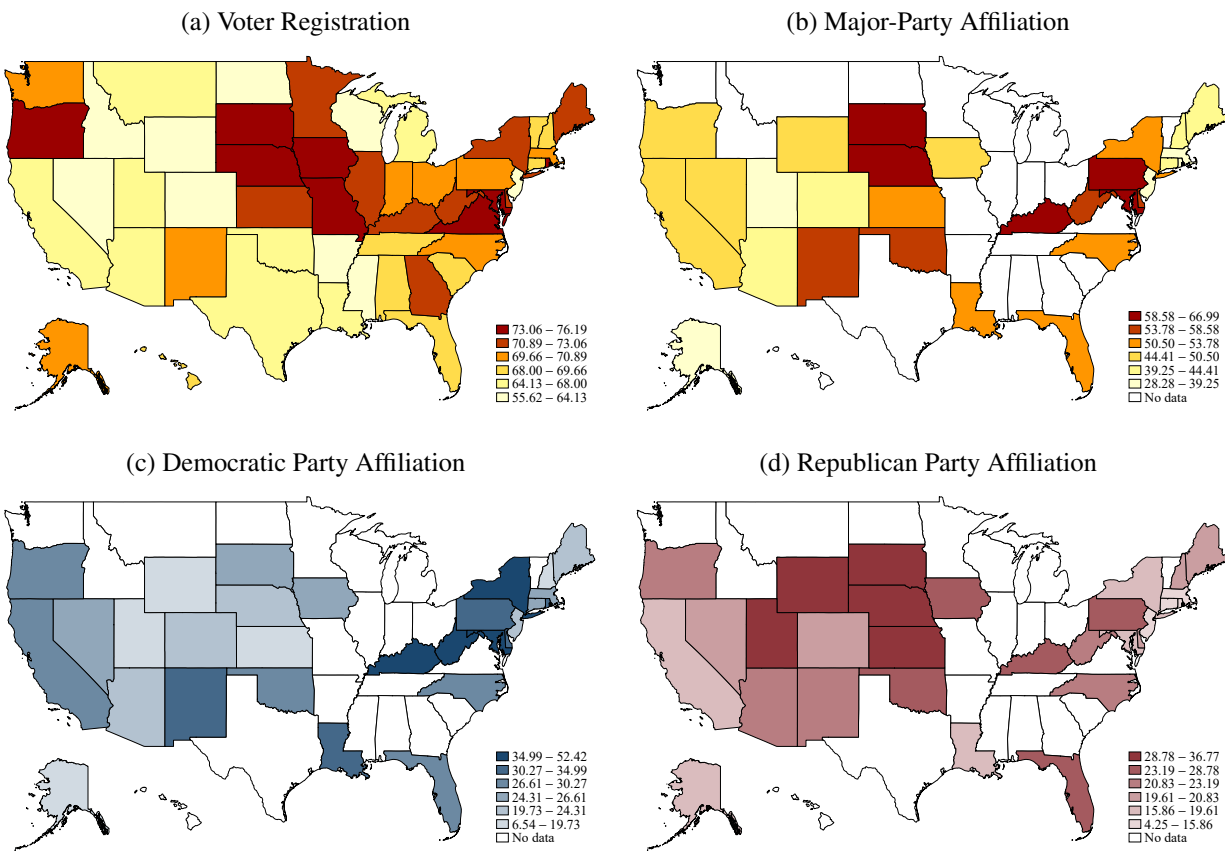 (a) Voter Registration
(b) Major-Party Affiliation
73.06 – 76.19
70.89 – 73.06
69.66 – 70.89
68.00 – 69.66
64.13 – 68.00
55.62 – 64.13
58.58 – 66.99
53.78 – 58.58
50.50 – 53.78
44.41 – 50.50
39.25 – 44.41
28.28 – 39.25
No data
(c) Democratic Party Affiliation
(d) Republican Party Affiliation
34.99 – 52.42
30.27 – 34.99
26.61 – 30.27
24.31 – 26.61
19.73 – 24.31
6.54 – 19.73
No data
28.78 – 36.77
23.19 – 28.78
20.83 – 23.19
19.61 – 20.83
15.86 – 19.61
4.25 – 15.86
No data